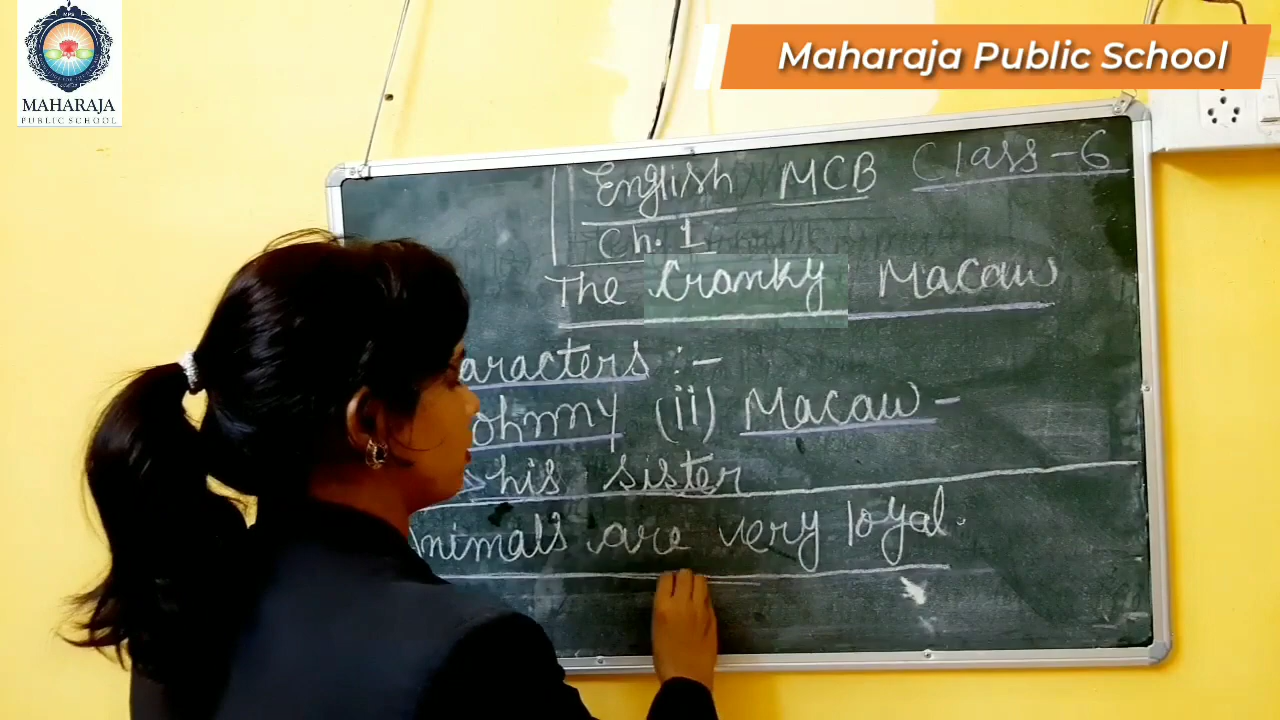 MPS
MAHARAJA
PUBLIC SCHOOL
Maharaja Public School
English MCB Class-6
Ch. 1
The Cranky Macaw
aracters :-
ohnny (ii) Macaw -
his sister
nimals are very loyal.